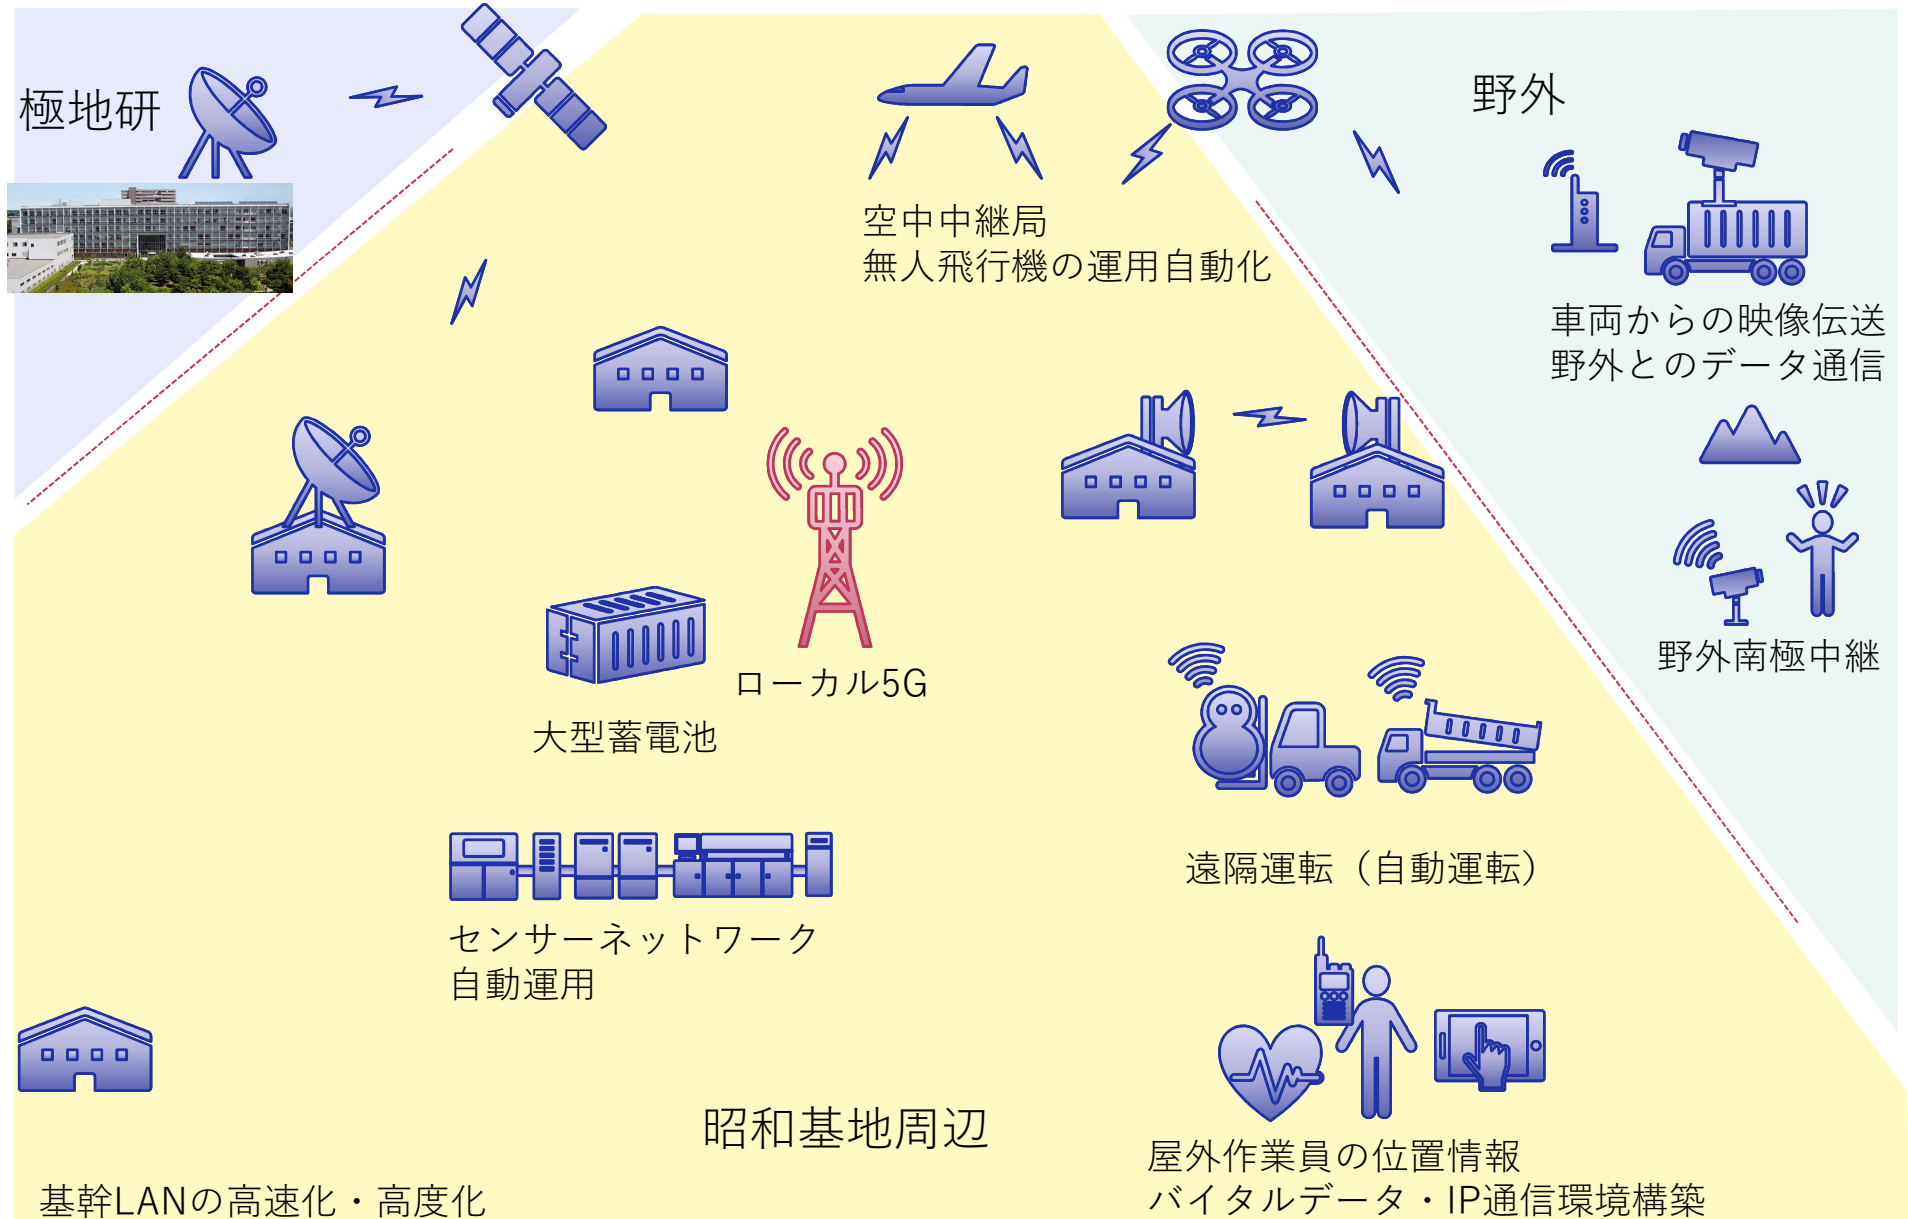 極地研
野外
空中中継局
無人飛行機の運用自動化
車両からの映像伝送
野外とのデータ通信
野外南極中継
ローカル5G
大型蓄電池
遠隔運転（自動運転）
センサーネットワーク
自動運用
昭和基地周辺
屋外作業員の位置情報
バイタルデータ・IP通信環境構築
基幹LANの高速化・高度化